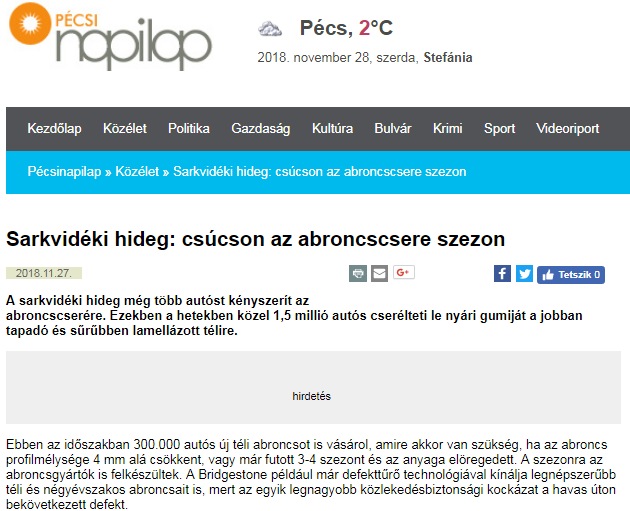 PÉCSI
napilap
Pécs, 2°C
2018. november 28, szerda, Stefánia
Kezdőlap Közélet Politika Gazdaság Kultúra Bulvár Krimi Sport Videoriport
Pécsinapilap » Közélet » Sarkvidéki hideg: csúcson az abroncscsere szezon
Sarkvidéki hideg: csúcson az abroncscsere szezon
2018.11.27.
G+ f Tetszik 0
A sarkvidéki hideg még több autóst kényszerít az
abroncscserére. Ezekben a hetekben közel 1,5 millió autós cserélteti le nyári gumiját a jobban
tapadó és sűrűbben lamellázott télire.
hirdetés
Ebben az időszakban 300.000 autós új téli abroncsot is vásárol, amire akkor van szükség, ha az abroncs
profilmélysége 4 mm alá csökkent, vagy már futott 3-4 szezont és az anyaga elöregedett. A szezonra az
abroncsgyártók is felkészültek. A Bridgestone például már defekttűrő technológiával kínálja legnépszerűbb
téli és négyévszakos abroncsait is, mert az egyik legnagyobb közlekedésbiztonsági kockázat a havas úton
bekövetkezett defekt.